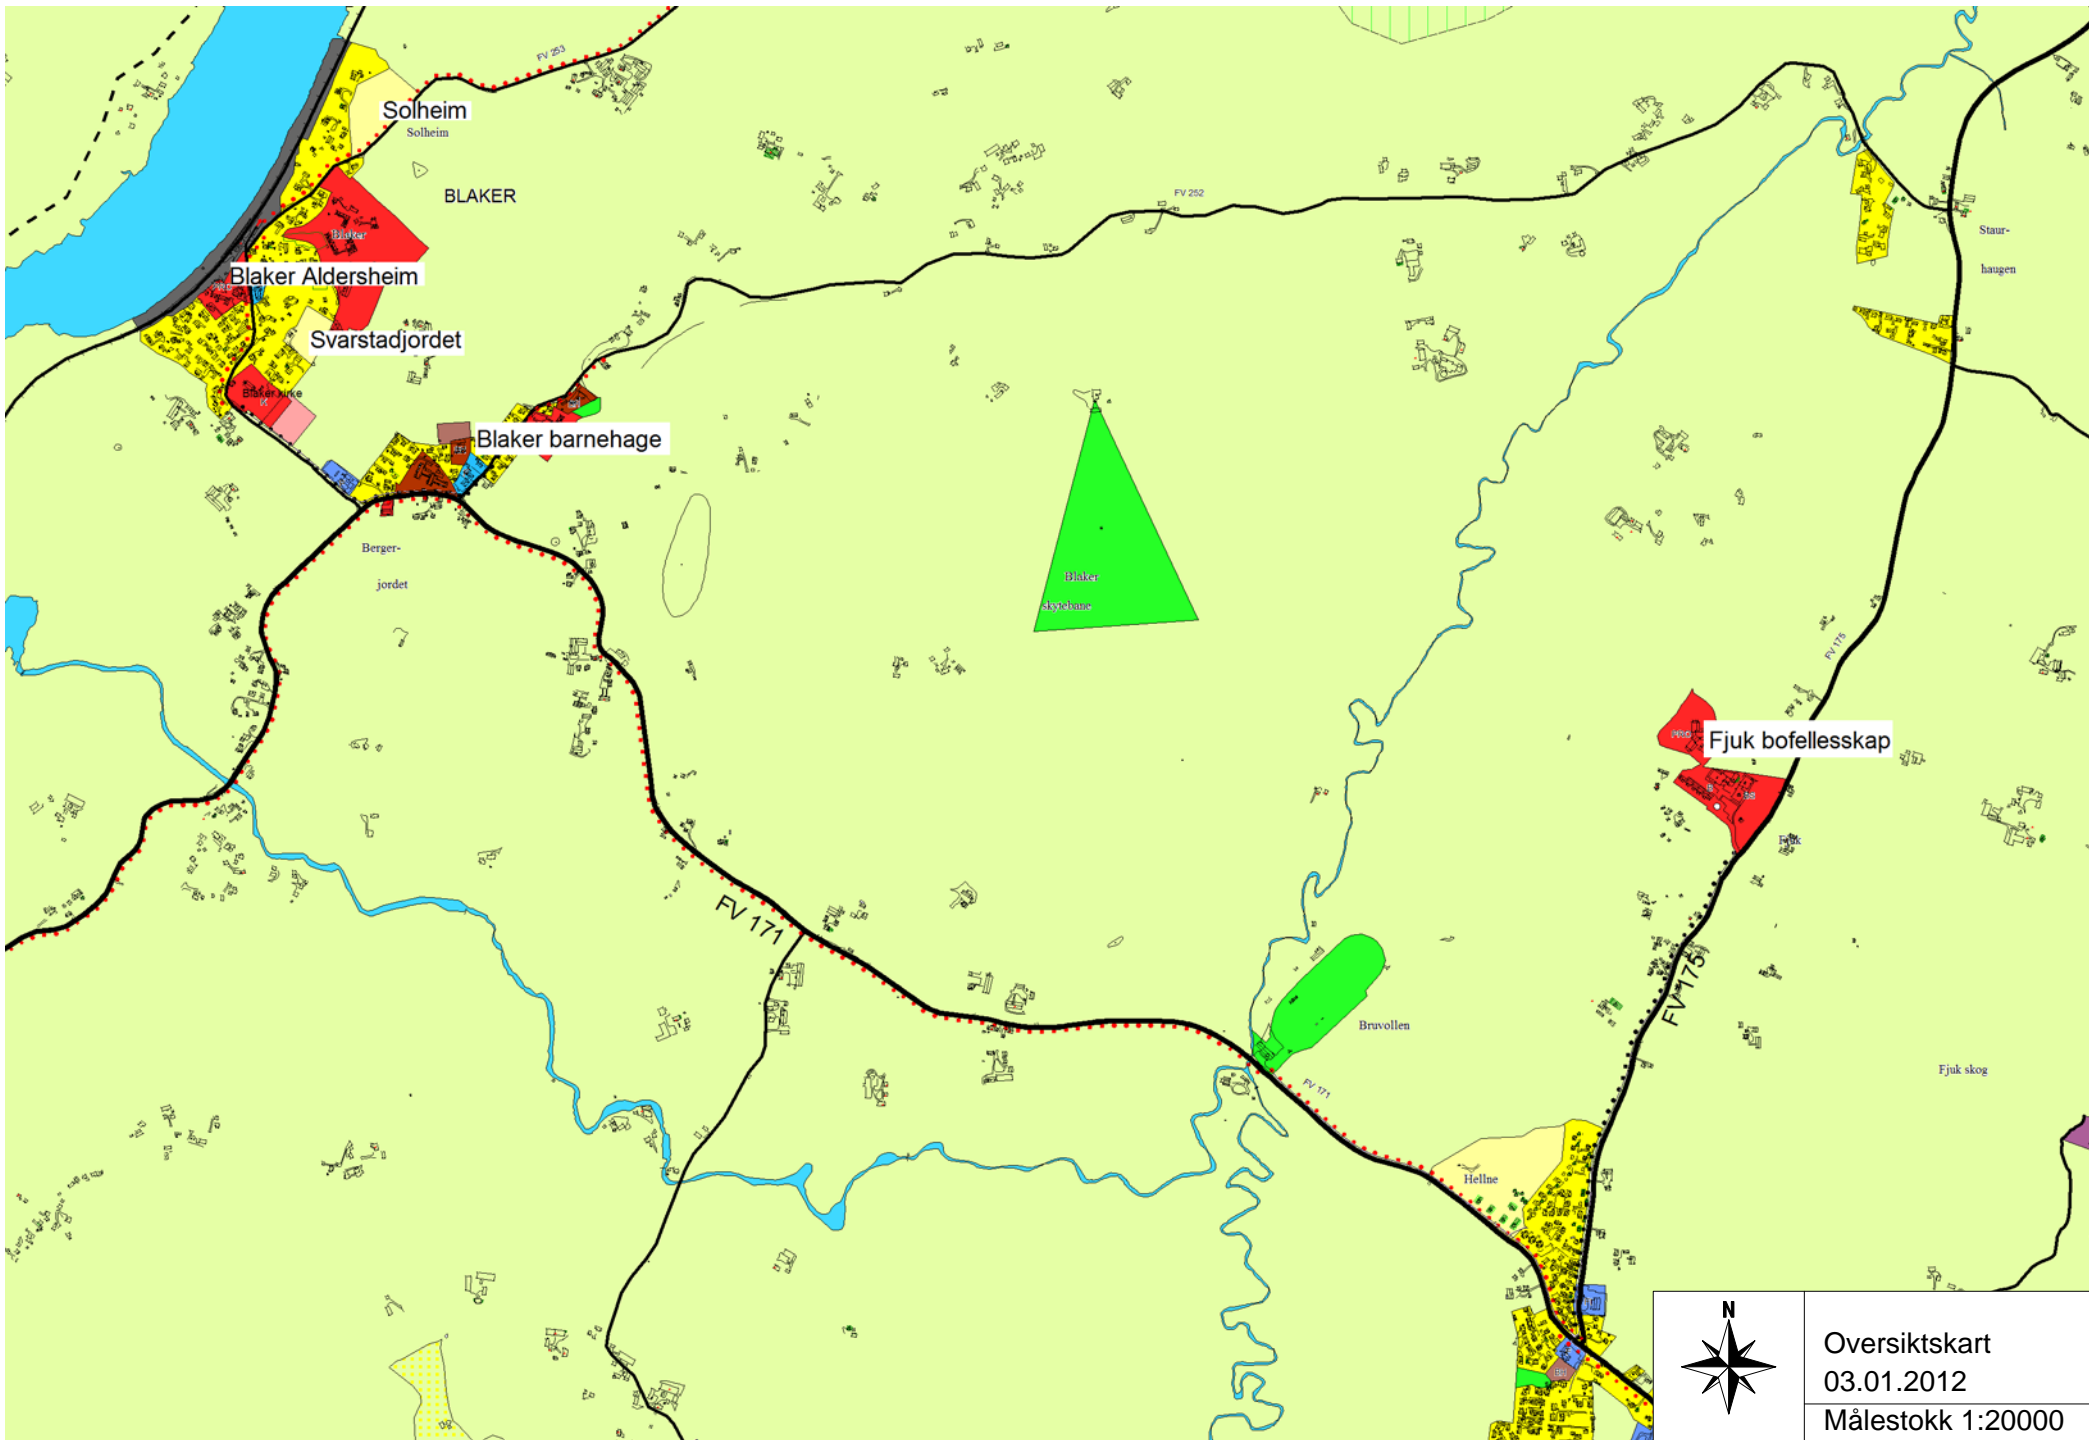 FV 253
Solheim
Solheim
BLAKER
FV 252
Blaker
Staur-
haugen
Blaker Aldersheim
Svarstadjordet
Blaker kirke
Blaker barnehage
Berger-
jordet
Blaker
skytebane
FV 175
Fjuk bofellesskap
Fjuk
FV 171
FV 175
Bruvollen
Fjuk skog
FV 171
Hellne
N
Oversiktskart
03.01.2012
Målestokk 1:20000